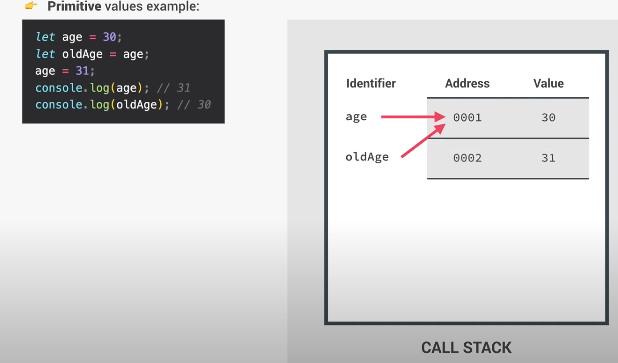 Primitive values example:
let age = 30;
let oldAge = age;
age = 31;
console.log(age); // 31
console.log(oldAge); // 30
Identifier Address Value
age 0001 30
oldAge 0002 31
CALL STACK